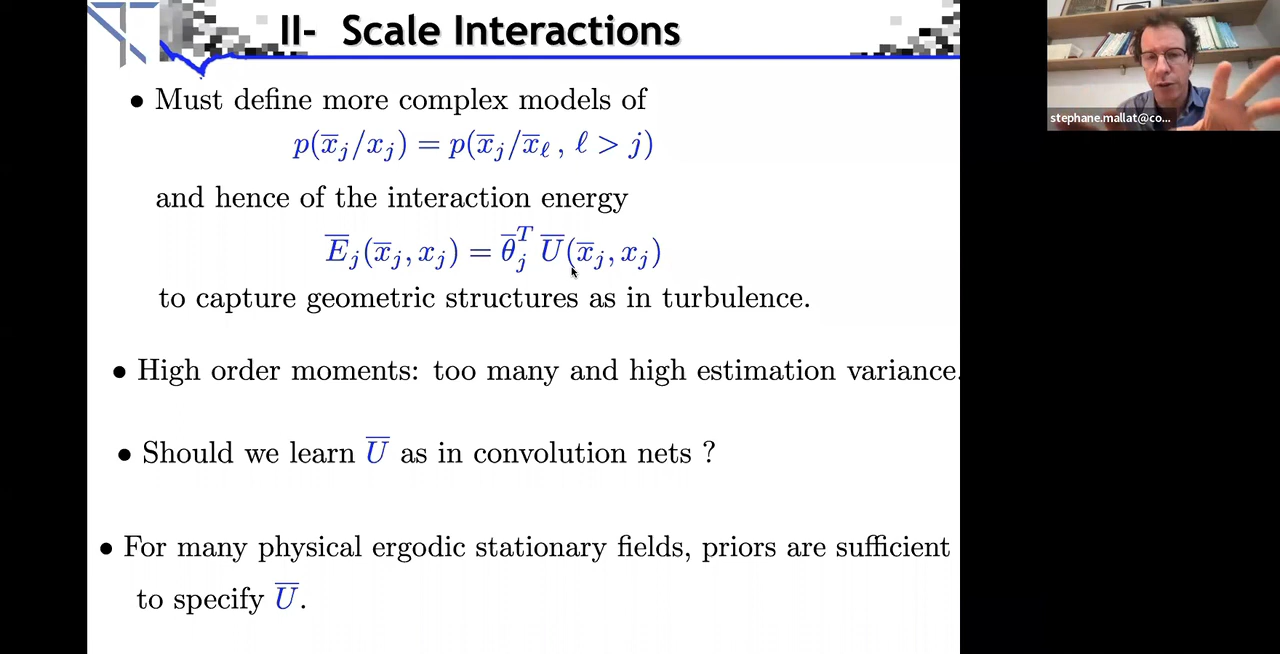 II- Scale Interactions
• Must define more complex models of
p(x̅_j/x_j) = p(x̅_j/x̅_ℓ , ℓ > j)
and hence of the interaction energy
E̅_j(x̅_j, x_j) = θ̅_j^T U̅(x̅_j, x_j)
to capture geometric structures as in turbulence.
• High order moments: too many and high estimation variance.
• Should we learn U̅ as in convolution nets ?
• For many physical ergodic stationary fields, priors are sufficient
to specify U̅.
stephane.mallat@co...